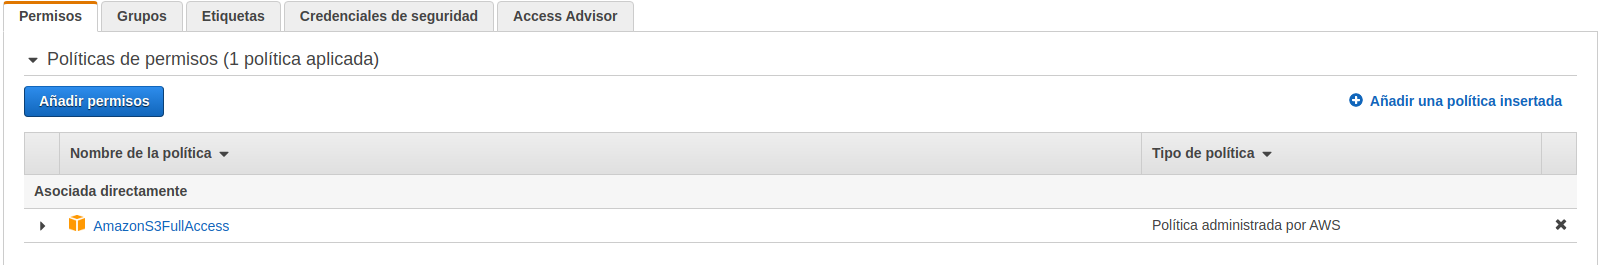 Permisos Grupos Etiquetas Credenciales de seguridad Access Advisor
Políticas de permisos (1 política aplicada)
Añadir permisos Añadir una política insertada
Nombre de la política Tipo de política
Asociada directamente
AmazonS3FullAccess Política administrada por AWS